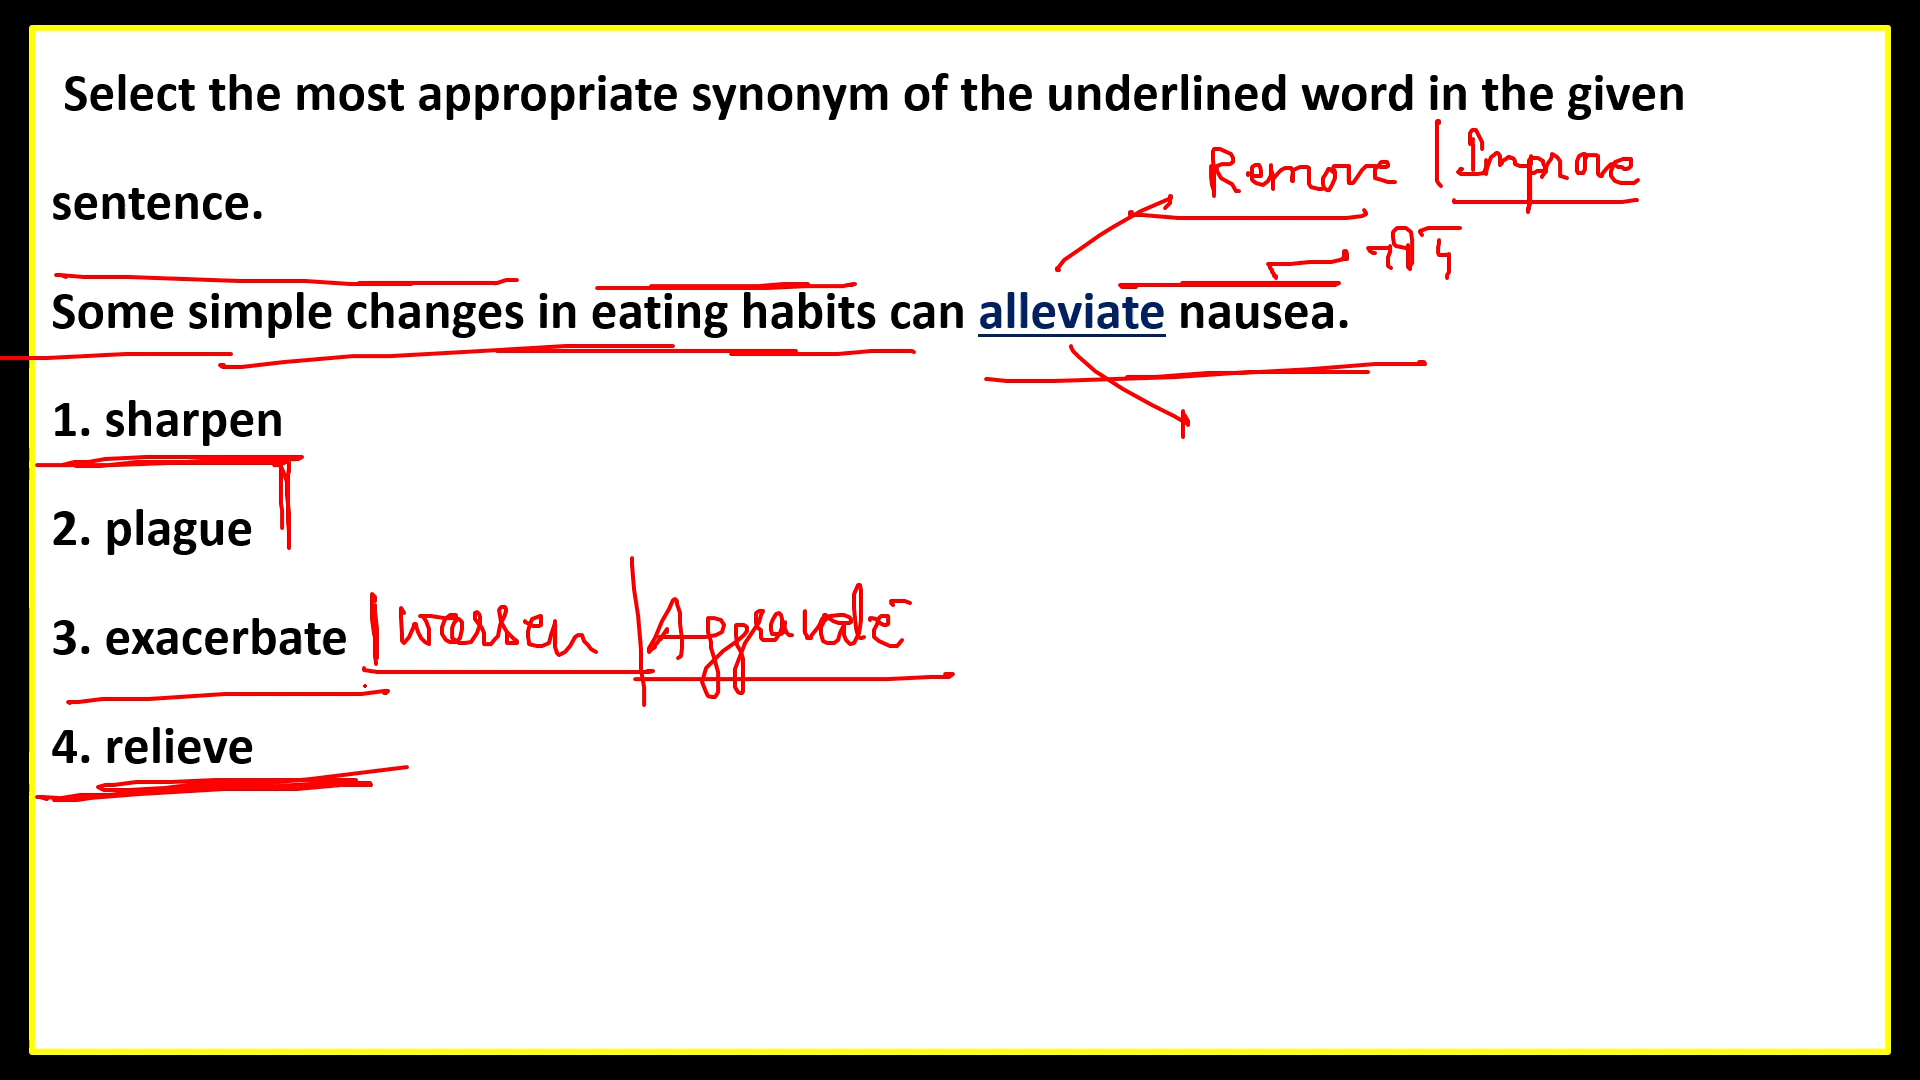 Select the most appropriate synonym of the underlined word in the given
Remove | Improve
sentence.
Some simple changes in eating habits can alleviate nausea.
1. sharpen
2. plague
3. exacerbate | worsen | Aggravate
4. relieve